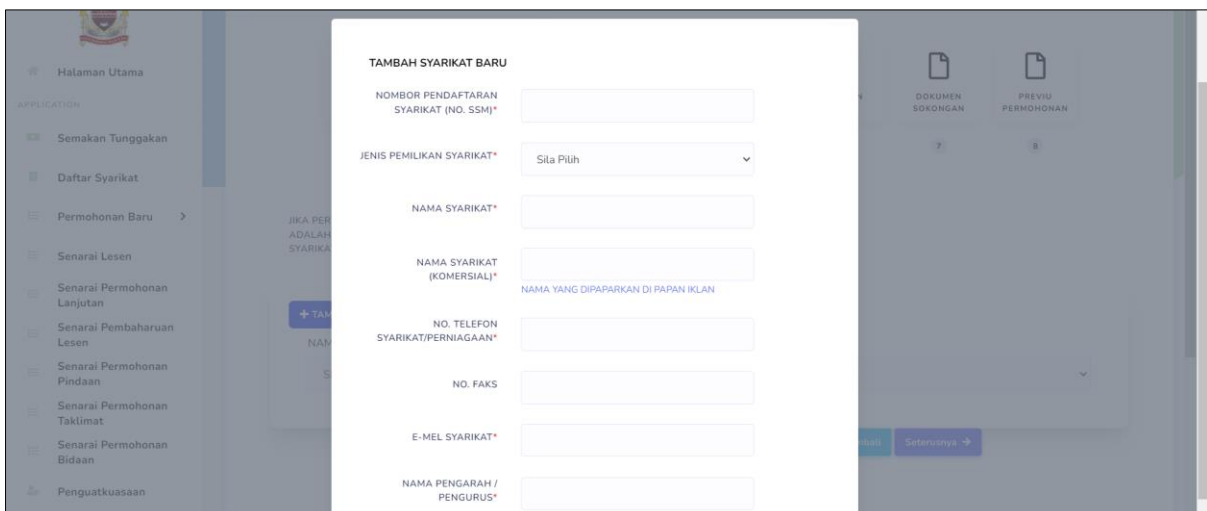 Halaman Utama
APPLICATION
Semakan Tunggakan
Daftar Syarikat
Permohonan Baru
Senarai Lesen
Senarai Permohonan
Lanjutan
Senarai Pembaharuan
Lesen
Senarai Permohonan
Pindaan
Senarai Permohonan
Taklimat
Senarai Permohonan
Bidaan
Penguatkuasaan
JIKA PER
ADALAH
SYARIKA
+ TAM
NAM
S
TAMBAH SYARIKAT BARU
NOMBOR PENDAFTARAN
SYARIKAT (NO. SSM)*
JENIS PEMILIKAN SYARIKAT*
Sila Pilih
NAMA SYARIKAT*
NAMA SYARIKAT
(KOMERSIAL)*
NAMA YANG DIPAPARKAN DI PAPAN IKLAN
NO. TELEFON
SYARIKAT/PERNIAGAAN*
NO. FAKS
E-MEL SYARIKAT*
NAMA PENGARAH /
PENGURUS*
DOKUMEN
SOKONGAN
PREVIU
PERMOHONAN
7
8
Seterusnya →